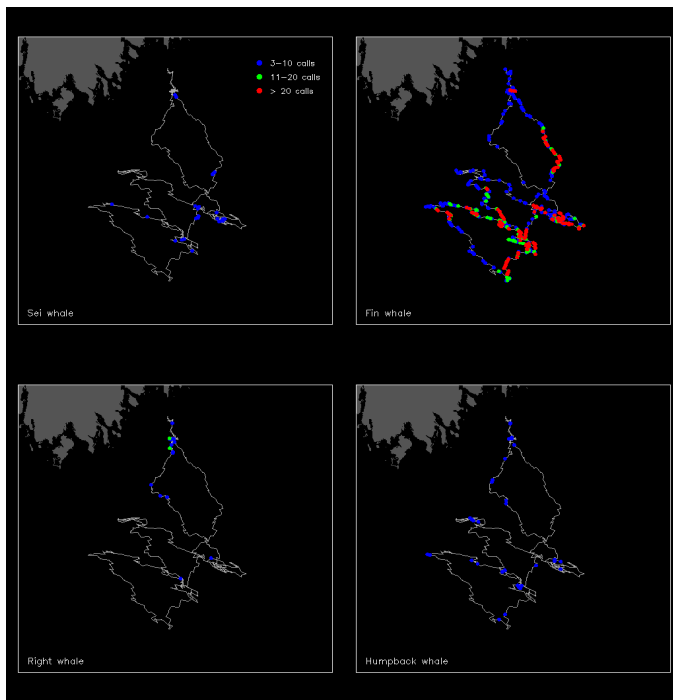 3-10 calls
11-20 calls
> 20 calls
Sei whale
Fin whale
Right whale
Humpback whale